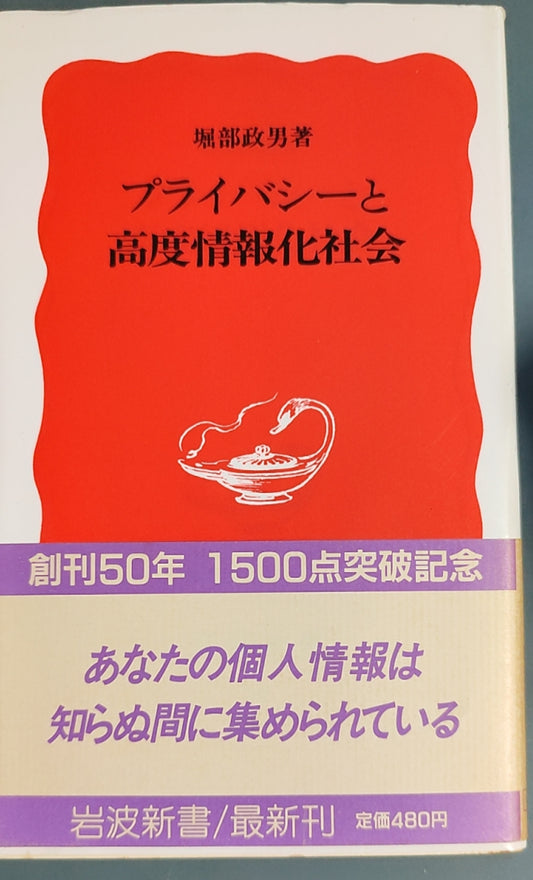 堀部政男著
プライバシーと
高度情報化社会
創刊50年 1500点突破記念
あなたの個人情報は
知らぬ間に集められている
岩波新書/最新刊 定価480円